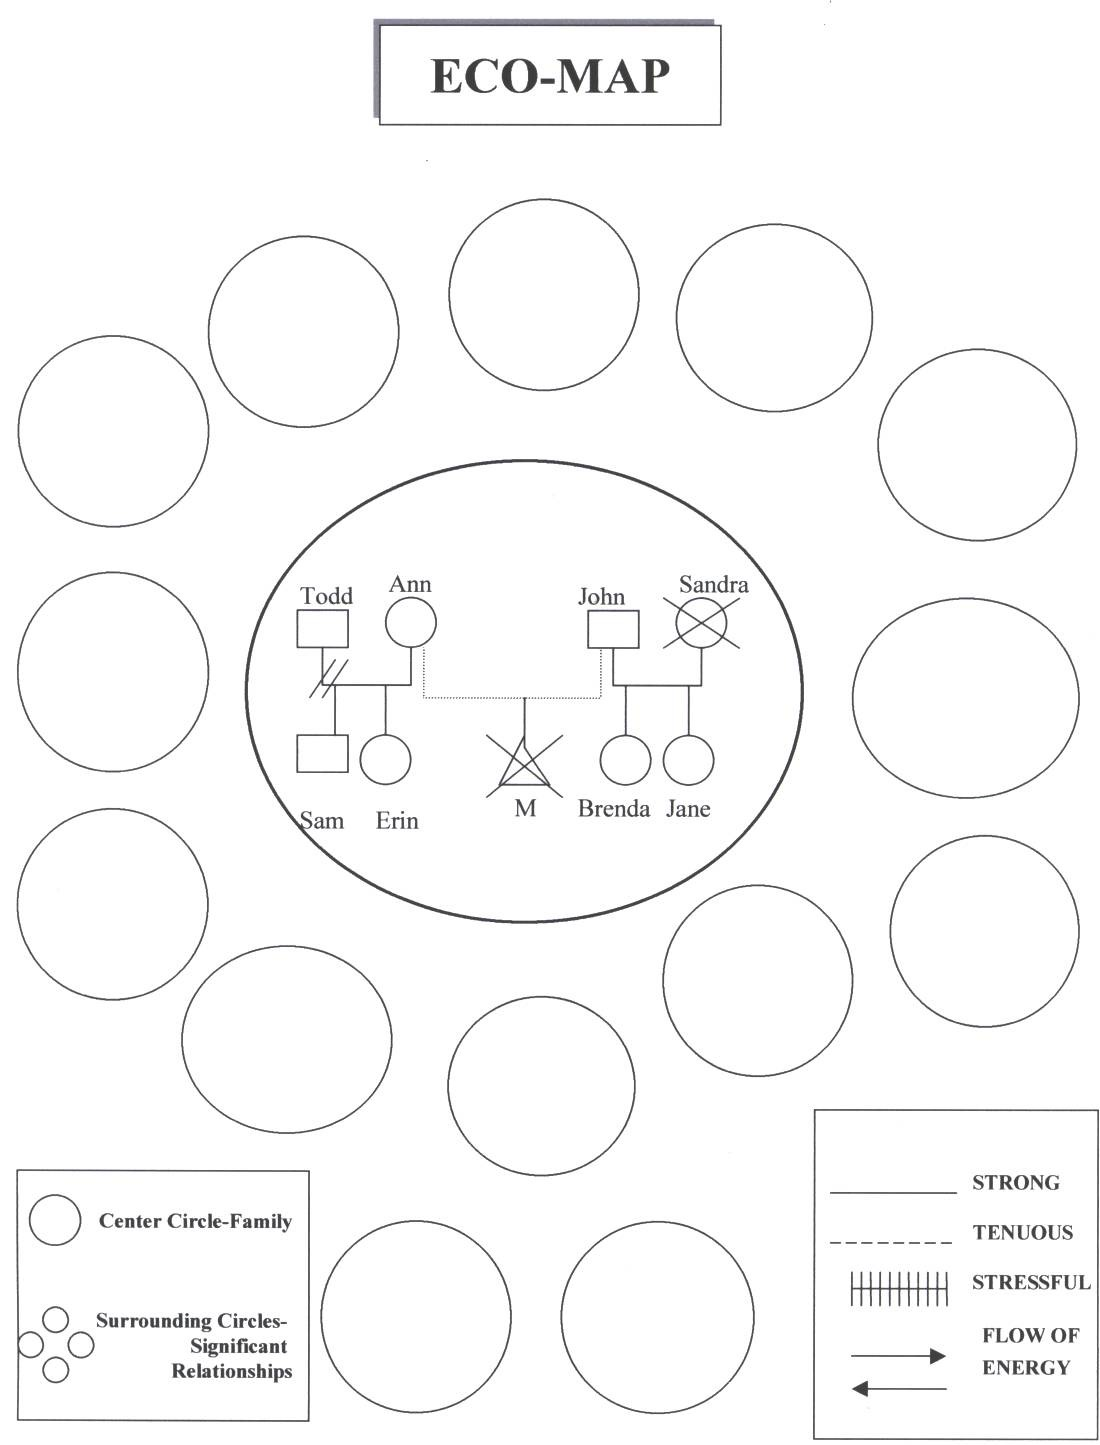 ECO-MAP
Todd
Ann
John
Sandra
Sam
Erin
M
Brenda
Jane
Center Circle-Family
Surrounding Circles-
Significant
Relationships
STRONG
TENUOUS
STRESSFUL
FLOW OF
ENERGY